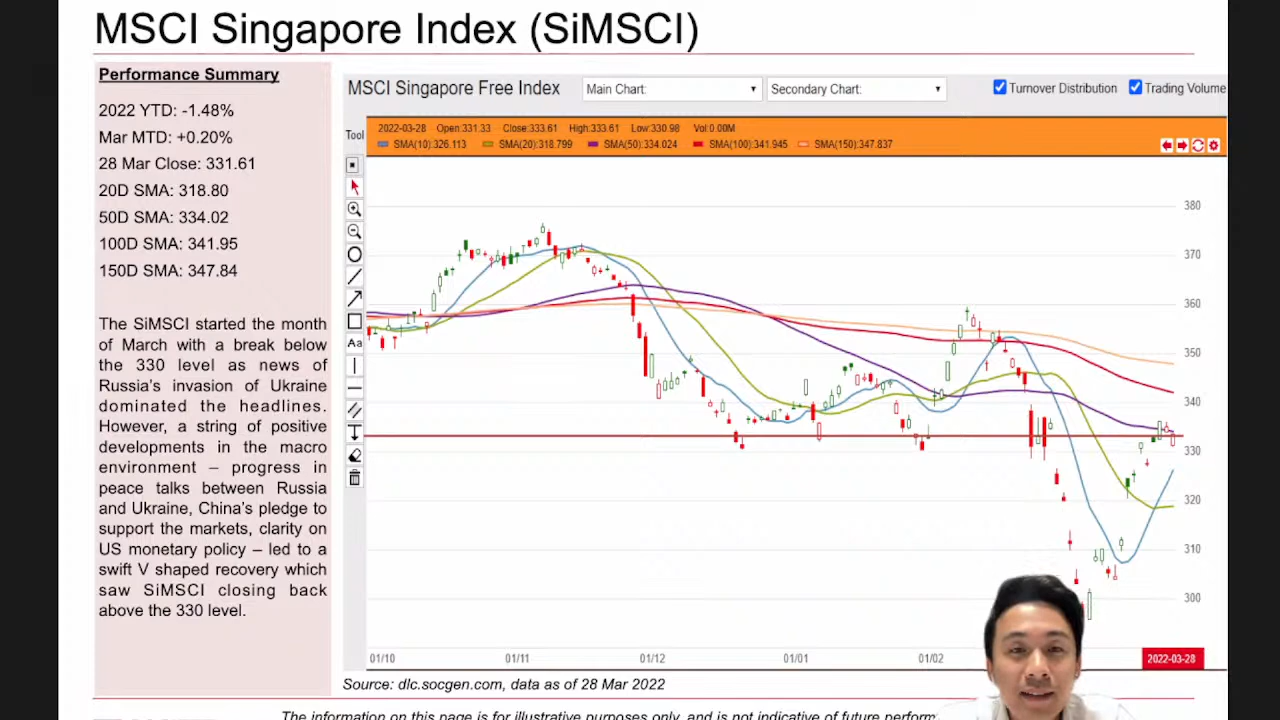 MSCI Singapore Index (SiMSCI)
Performance Summary
2022 YTD: -1.48%
Mar MTD: +0.20%
28 Mar Close: 331.61
20D SMA: 318.80
50D SMA: 334.02
100D SMA: 341.95
150D SMA: 347.84
The SiMSCI started the month
of March with a break below
the 330 level as news of
Russia's invasion of Ukraine
dominated the headlines.
However, a string of positive
developments in the macro
environment – progress in
peace talks between Russia
and Ukraine, China's pledge to
support the markets, clarity on
US monetary policy – led to a
swift V shaped recovery which
saw SiMSCI closing back
above the 330 level.
MSCI Singapore Free Index
Main Chart:
Secondary Chart:
Turnover Distribution
Trading Volume
Tool
2022-03-28 Open:331.33 Close:333.61 High:333.61 Low:330.98 Vol:0.00M
SMA(10):326.113 SMA(20):318.799 SMA(50):334.024 SMA(100):341.945 SMA(150):347.837
Aa
380
370
360
350
340
330
320
310
300
01/10 01/11 01/12 01/01 01/02 2022-03-28
Source: dlc.socgen.com, data as of 28 Mar 2022
The information on this page is for illustrative purposes only, and is not indicative of future perform